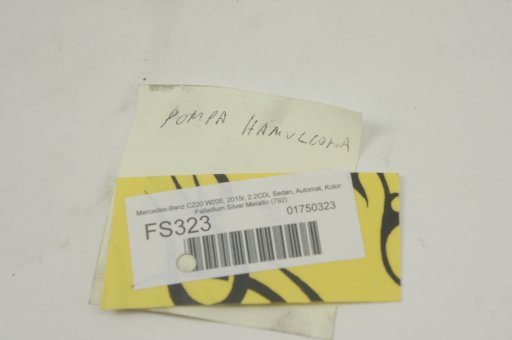 POMPA HAMULCOWA
Mercedes-Benz C220 W205, 2015r, 2.2CDi, Sedan, Automat, Kolor:
Palladium Silver Metallic (792)
FS323
01750323